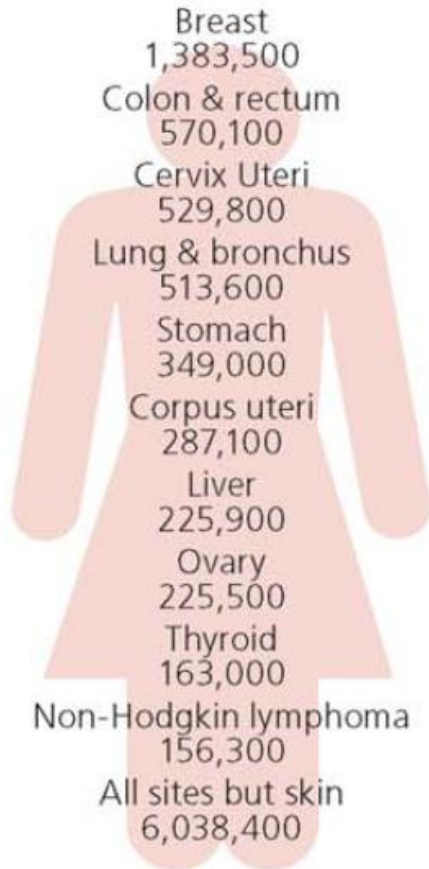 Breast
1,383,500
Colon & rectum
570,100
Cervix Uteri
529,800
Lung & bronchus
513,600
Stomach
349,000
Corpus uteri
287,100
Liver
225,900
Ovary
225,500
Thyroid
163,000
Non-Hodgkin lymphoma
156,300
All sites but skin
6,038,400